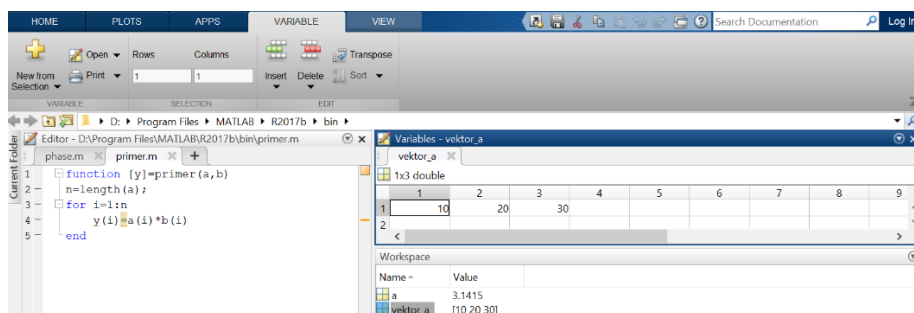 HOME PLOTS APPS VARIABLE VIEW Search Documentation Log In
New from Selection Open Print Rows Columns 1 1 Insert Delete Transpose Sort
VARIABLE SELECTION EDIT
D: Program Files MATLAB R2017b bin
Current Folder
Editor - D:\Program Files\MATLAB\R2017b\bin\primer.m
phase.m primer.m +
1 function [y]=primer(a,b)
2 - n=length(a);
3 - for i=1:n
4 - y(i)=a(i)*b(i)
5 - end
Variables - vektor_a
vektor_a
1x3 double
1 2 3 4 5 6 7 8 9
1 10 20 30
2
Workspace
Name Value
a 3.1415
vektor_a [10 20 30]